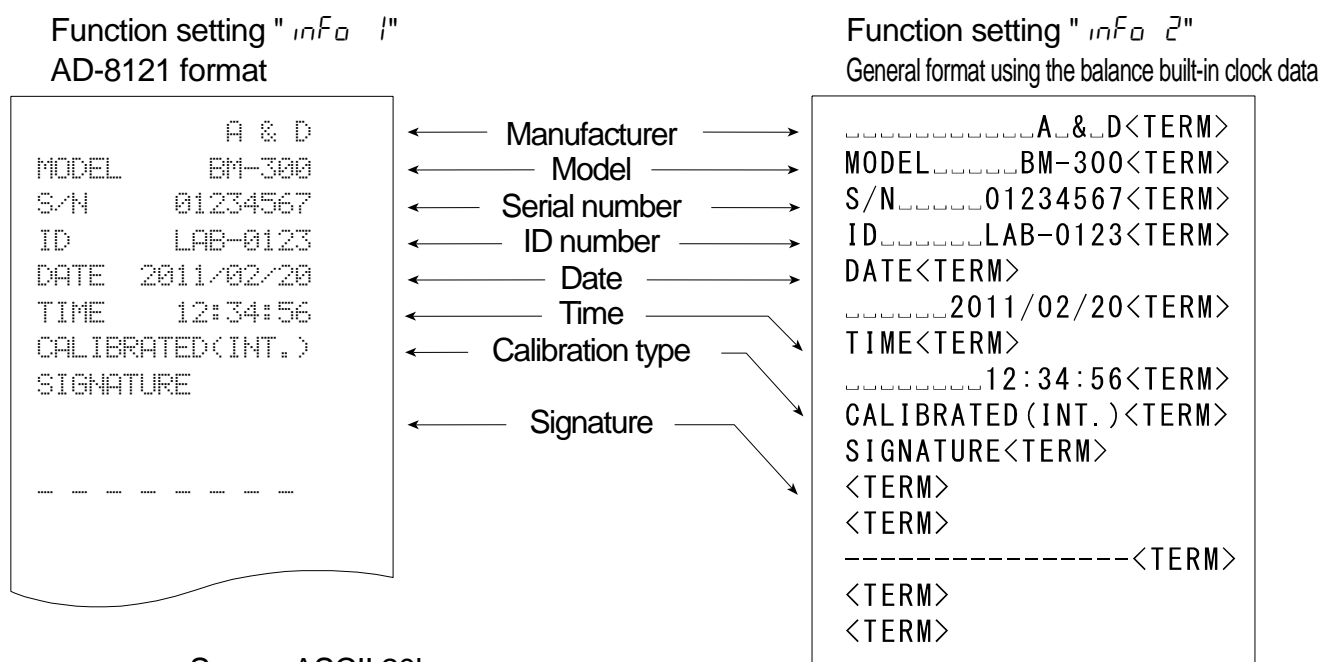 Function setting "info 1"
AD-8121 format
A & D
MODEL BM-300
S/N 01234567
ID LAB-0123
DATE 2011/02/20
TIME 12:34:56
CALIBRATED(INT.)
SIGNATURE
_ _ _ _ _ _ _ _
Manufacturer
Model
Serial number
ID number
Date
Time
Calibration type
Signature
Function setting "info 2"
General format using the balance built-in clock data
␣␣␣␣␣␣␣␣␣␣␣A␣&␣D<TERM>
MODEL␣␣␣␣␣BM-300<TERM>
S/N␣␣␣␣␣01234567<TERM>
ID␣␣␣␣␣␣LAB-0123<TERM>
DATE<TERM>
␣␣␣␣␣␣2011/02/20<TERM>
TIME<TERM>
␣␣␣␣␣␣␣␣12:34:56<TERM>
CALIBRATED(INT.)<TERM>
SIGNATURE<TERM>
<TERM>
<TERM>
----------------<TERM>
<TERM>
<TERM>